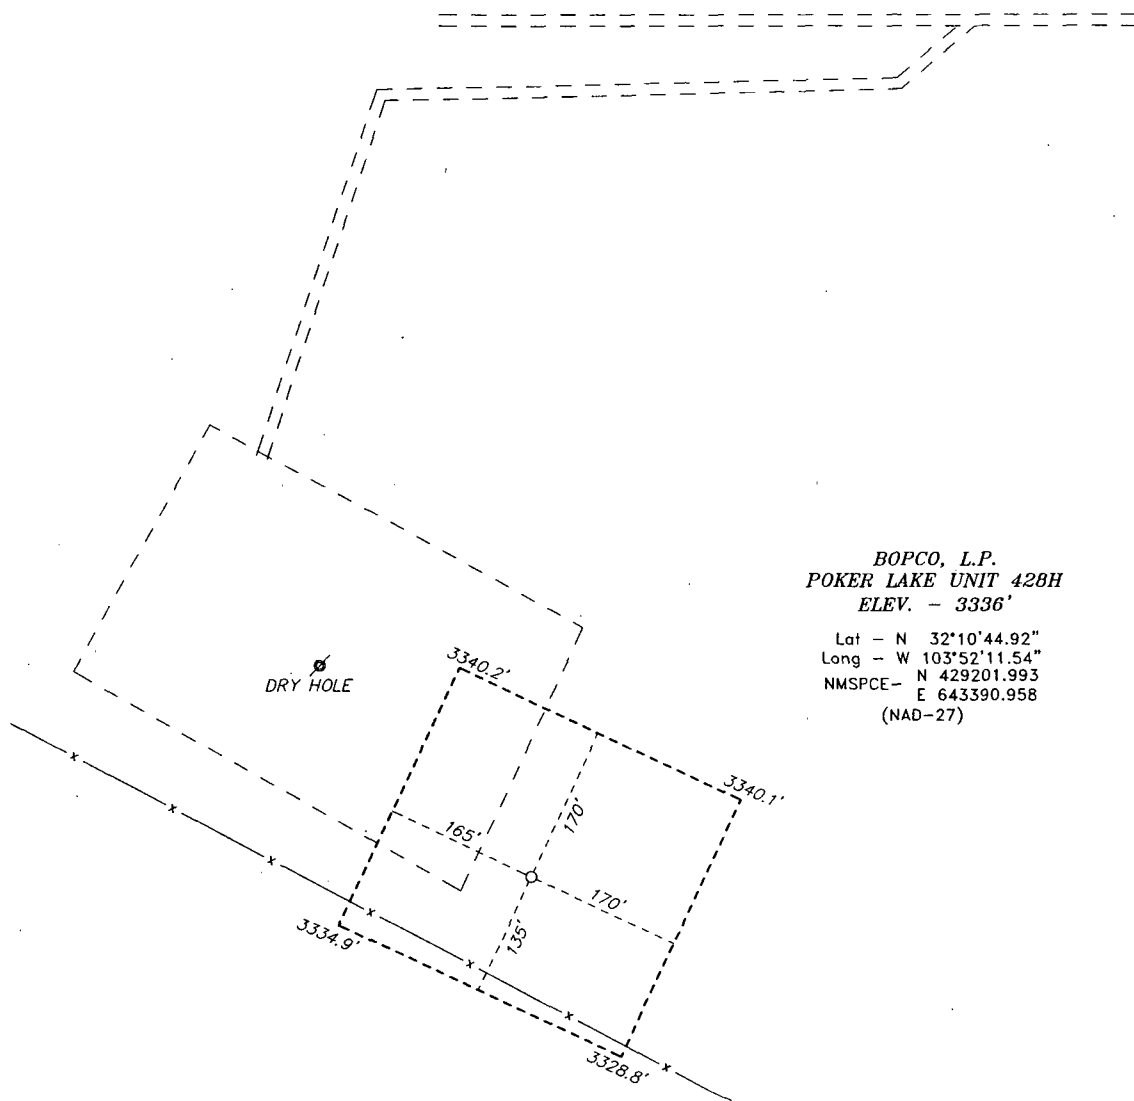 BOPCO, L.P.
POKER LAKE UNIT 428H
ELEV. - 3336'
Lat - N 32°10'44.92"
Long - W 103°52'11.54"
NMSPCE- N 429201.993
E 643390.958
(NAD-27)
DRY HOLE
3340.2'
3340.1'
170'
165'
170'
135'
3334.9'
3328.8'